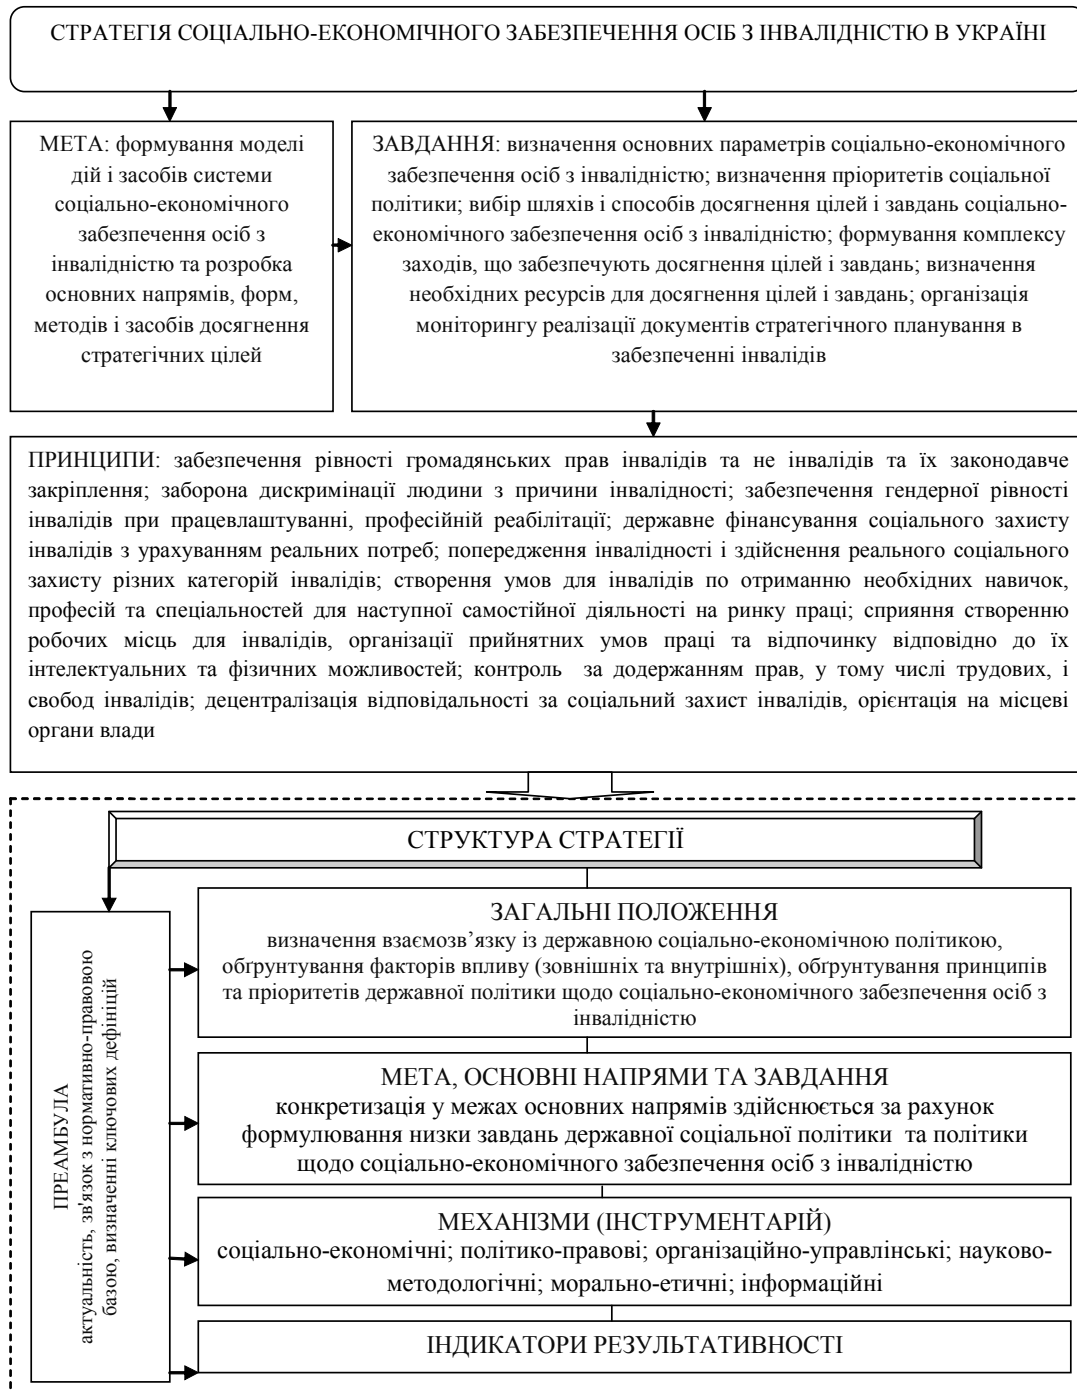 СТРАТЕГІЯ СОЦІАЛЬНО-ЕКОНОМІЧНОГО ЗАБЕЗПЕЧЕННЯ ОСІБ З ІНВАЛІДНІСТЮ В УКРАЇНІ
МЕТА: формування моделі
дій і засобів системи
соціально-економічного
забезпечення осіб з
інвалідністю та розробка
основних напрямів, форм,
методів і засобів досягнення
стратегічних цілей
ЗАВДАННЯ: визначення основних параметрів соціально-економічного
забезпечення осіб з інвалідністю; визначення пріоритетів соціальної
політики; вибір шляхів і способів досягнення цілей і завдань соціально-
економічного забезпечення осіб з інвалідністю; формування комплексу
заходів, що забезпечують досягнення цілей і завдань; визначення
необхідних ресурсів для досягнення цілей і завдань; організація
моніторингу реалізації документів стратегічного планування в
забезпеченні інвалідів
ПРИНЦИПИ: забезпечення рівності громадянських прав інвалідів та не інвалідів та їх законодавче
закріплення; заборона дискримінації людини з причини інвалідності; забезпечення гендерної рівності
інвалідів при працевлаштуванні, професійній реабілітації; державне фінансування соціального захисту
інвалідів з урахуванням реальних потреб; попередження інвалідності і здійснення реального соціального
захисту різних категорій інвалідів; створення умов для інвалідів по отриманню необхідних навичок,
професій та спеціальностей для наступної самостійної діяльності на ринку праці; сприяння створенню
робочих місць для інвалідів, організації прийнятних умов праці та відпочинку відповідно до їх
інтелектуальних та фізичних можливостей; контроль за додержанням прав, у тому числі трудових, і
свобод інвалідів; децентралізація відповідальності за соціальний захист інвалідів, орієнтація на місцеві
органи влади
СТРУКТУРА СТРАТЕГІЇ
ПРЕАМБУЛА
актуальність, зв'язок з нормативно-правовою
базою, визначенні ключових дефініцій
ЗАГАЛЬНІ ПОЛОЖЕННЯ
визначення взаємозв’язку із державною соціально-економічною політикою,
обґрунтування факторів впливу (зовнішніх та внутрішніх), обґрунтування принципів
та пріоритетів державної політики щодо соціально-економічного забезпечення осіб з
інвалідністю
МЕТА, ОСНОВНІ НАПРЯМИ ТА ЗАВДАННЯ
конкретизація у межах основних напрямів здійснюється за рахунок
формулювання низки завдань державної соціальної політики та політики
щодо соціально-економічного забезпечення осіб з інвалідністю
МЕХАНІЗМИ (ІНСТРУМЕНТАРІЙ)
соціально-економічні; політико-правові; організаційно-управлінські; науково-
методологічні; морально-етичні; інформаційні
ІНДИКАТОРИ РЕЗУЛЬТАТИВНОСТІ